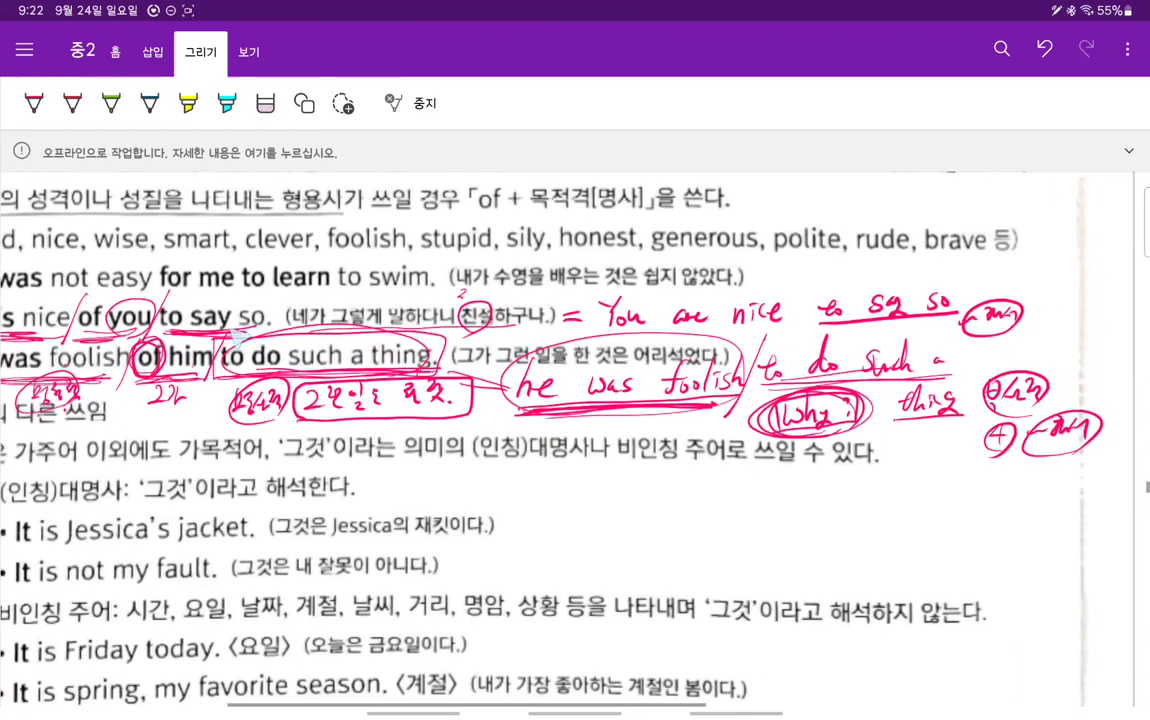 9:22 9월 24일 일요일 55%
중2 홈 삽입 그리기 보기
중지
오프라인으로 작업합니다. 자세한 내용은 여기를 누르십시오.
의 성격이나 성질을 니다내는 형용시가 쓰일 경우 「of + 목적격[명사]」을 쓴다.
d, nice, wise, smart, clever, foolish, stupid, sily, honest, generous, polite, rude, brave 등)
was not easy for me to learn to swim. (내가 수영을 배우는 것은 쉽지 않았다.)
s nice / of you / to say so. (네가 그렇게 말하다니 친절하구나.) = You are nice to say so
was foolish / of him / to do such a thing. (그가 그런 일을 한 것은 어리석었다.)
he was foolish / to do such a
why? thing
의 다른 쓰임
은 가주어 이외에도 가목적어, '그것'이라는 의미의 (인칭)대명사나 비인칭 주어로 쓰일 수 있다.
(인칭)대명사: '그것'이라고 해석한다.
• It is Jessica's jacket. (그것은 Jessica의 재킷이다.)
• It is not my fault. (그것은 내 잘못이 아니다.)
비인칭 주어: 시간, 요일, 날짜, 계절, 날씨, 거리, 명암, 상황 등을 나타내며 '그것'이라고 해석하지 않는다.
• It is Friday today. 〈요일〉 (오늘은 금요일이다.)
• It is spring, my favorite season. 〈계절〉 (내가 가장 좋아하는 계절인 봄이다.)